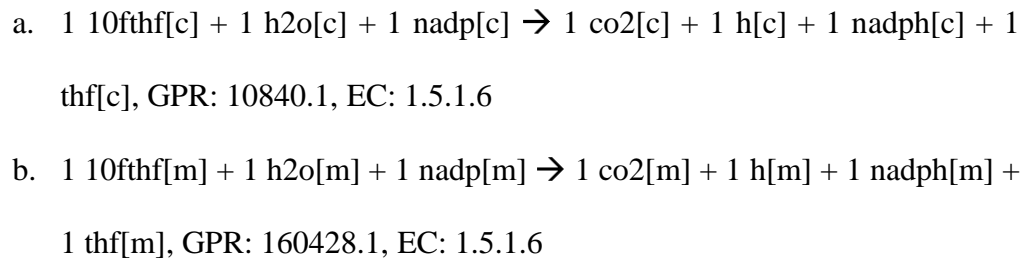 a. 1 10fthf[c] + 1 h2o[c] + 1 nadp[c] → 1 co2[c] + 1 h[c] + 1 nadph[c] + 1
thf[c], GPR: 10840.1, EC: 1.5.1.6
b. 1 10fthf[m] + 1 h2o[m] + 1 nadp[m] → 1 co2[m] + 1 h[m] + 1 nadph[m] +
1 thf[m], GPR: 160428.1, EC: 1.5.1.6